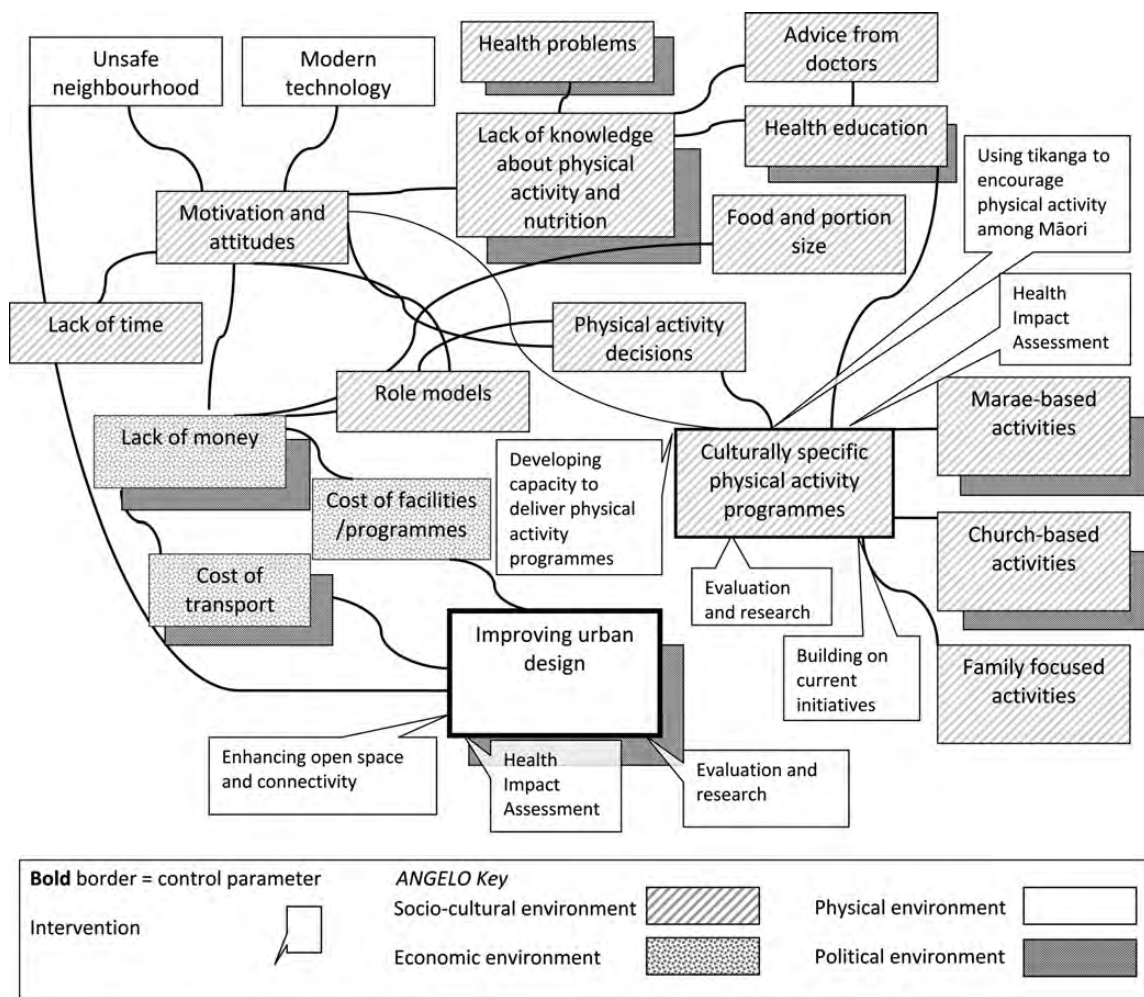 Unsafe
neighbourhood
Modern
technology
Health problems
Advice from
doctors
Lack of knowledge
about physical
activity and
nutrition
Health education
Using tikanga to
encourage
physical activity
among Māori
Motivation and
attitudes
Food and portion
size
Health
Impact
Assessment
Lack of time
Physical activity
decisions
Role models
Marae-based
activities
Lack of money
Developing
capacity to
deliver physical
activity
programmes
Culturally specific
physical activity
programmes
Cost of facilities
/programmes
Church-based
activities
Cost of
transport
Evaluation
and research
Improving urban
design
Building on
current
initiatives
Family focused
activities
Enhancing open space
and connectivity
Health
Impact
Assessment
Evaluation and
research
Bold border = control parameter
Intervention
ANGELO Key
Socio-cultural environment
Economic environment
Physical environment
Political environment